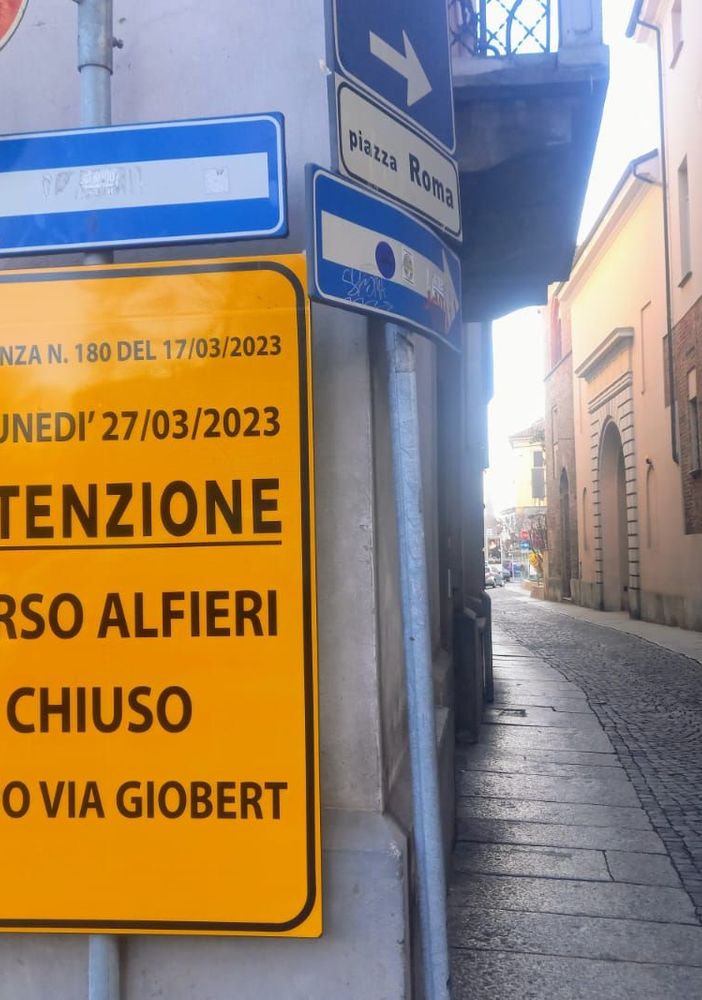 piazza Roma
NZA N. 180 DEL 17/03/2023
UNEDI' 27/03/2023
TENZIONE
RSO ALFIERI
CHIUSO
O VIA GIOBERT